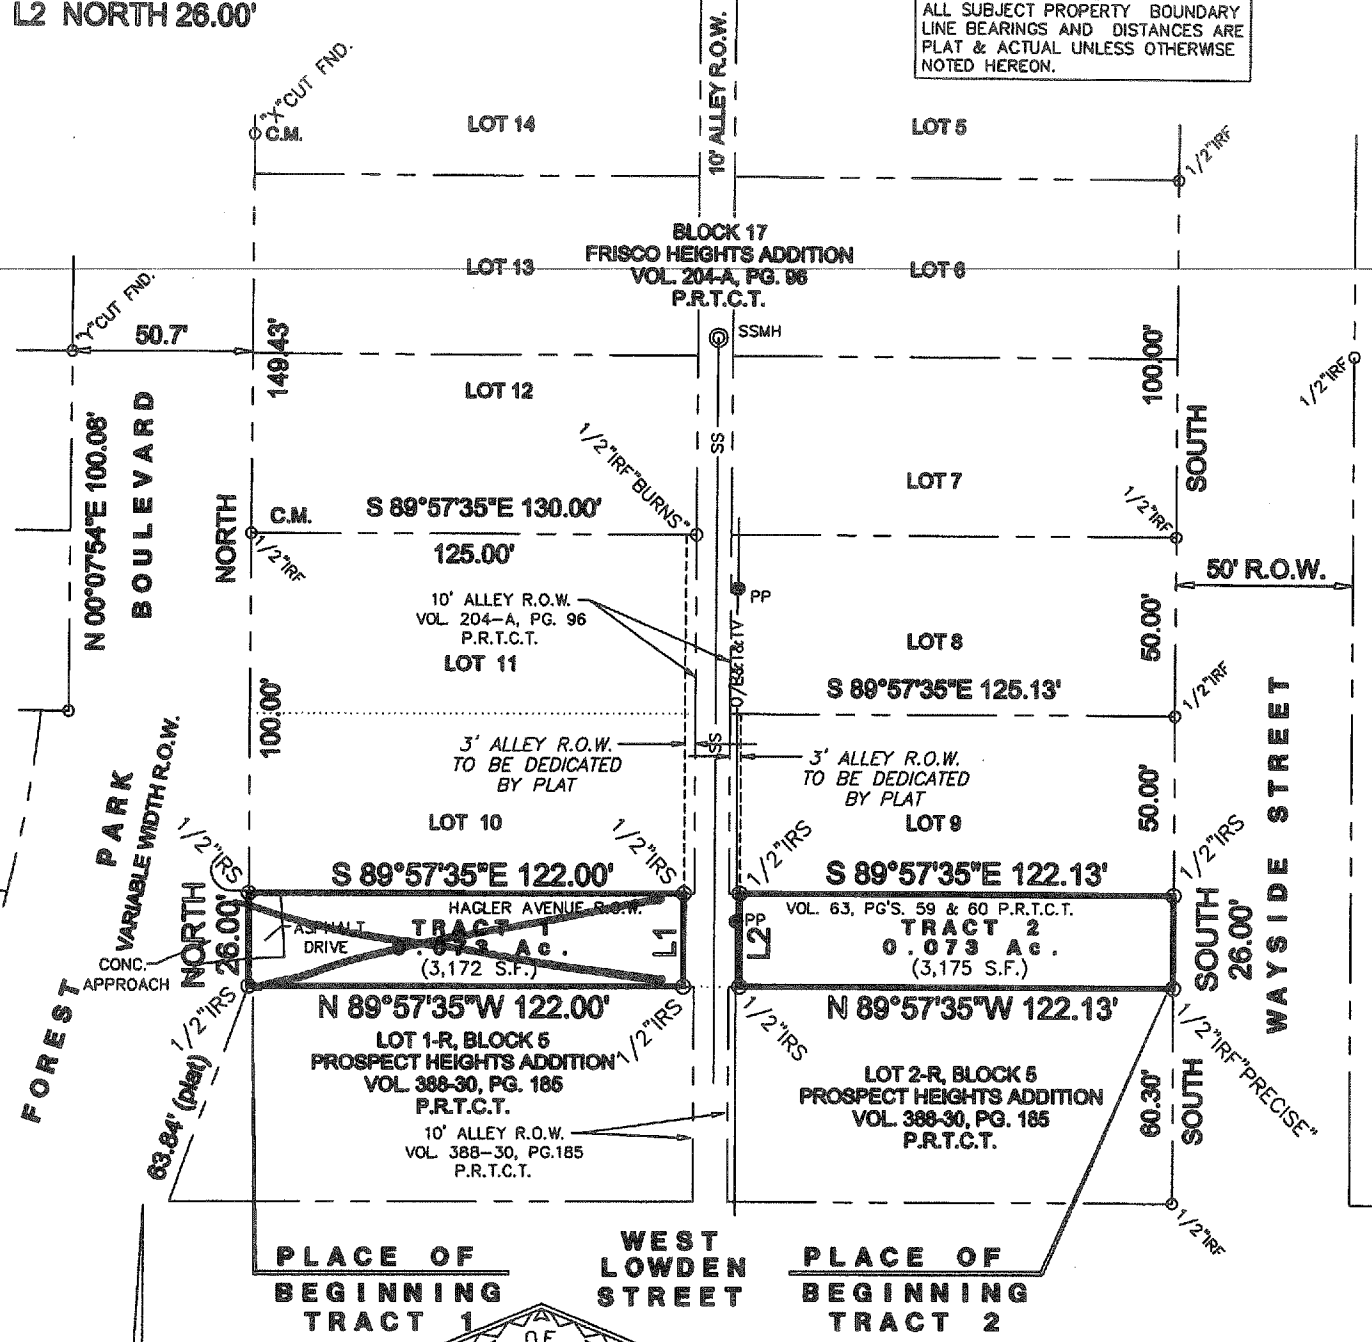 L2 NORTH 26.00'
ALL SUBJECT PROPERTY BOUNDARY
LINE BEARINGS AND DISTANCES ARE
PLAT & ACTUAL UNLESS OTHERWISE
NOTED HEREON.
10' ALLEY R.O.W.
"X"CUT FND.
C.M.
LOT 14
LOT 5
1/2"IRF
BLOCK 17
FRISCO HEIGHTS ADDITION
VOL. 204-A, PG. 96
P.R.T.C.T.
LOT 13
LOT 6
"Y"CUT FND.
50.7'
149.43'
SSMH
100.00'
1/2"IRF
LOT 12
N 00°07'54"E 100.08'
BOULEVARD
SS
SOUTH
1/2"IRF"BURNS"
LOT 7
NORTH
C.M.
S 89°57'35"E 130.00'
125.00'
1/2"IRF
1/2"IRF
50' R.O.W.
10' ALLEY R.O.W.
VOL. 204-A, PG. 96
P.R.T.C.T.
PP
LOT 11
LOT 8
50.00'
S 89°57'35"E 125.13'
1/2"IRF
100.00'
SS
3' ALLEY R.O.W.
TO BE DEDICATED
BY PLAT
3' ALLEY R.O.W.
TO BE DEDICATED
BY PLAT
50.00'
WAYSIDE STREET
FOREST PARK
VARIABLE WIDTH R.O.W.
LOT 10
LOT 9
1/2"IRS
1/2"IRS
1/2"IRS
1/2"IRS
S 89°57'35"E 122.00'
S 89°57'35"E 122.13'
NORTH
26.00'
HAGLER AVENUE R.O.W.
VOL. 63, PG'S. 59 & 60 P.R.T.C.T.
ASPHALT
DRIVE
TRACT 1
0.073 Ac.
(3,172 S.F.)
L1
L2
PP
TRACT 2
0.073 Ac.
(3,175 S.F.)
SOUTH
26.00'
CONC.
APPROACH
1/2"IRS
N 89°57'35"W 122.00'
1/2"IRS
1/2"IRS
N 89°57'35"W 122.13'
1/2"IRF"PRECISE"
63.84' (plat)
LOT 1-R, BLOCK 5
PROSPECT HEIGHTS ADDITION
VOL. 388-30, PG. 185
P.R.T.C.T.
LOT 2-R, BLOCK 5
PROSPECT HEIGHTS ADDITION
VOL. 388-30, PG. 185
P.R.T.C.T.
60.30'
SOUTH
10' ALLEY R.O.W.
VOL. 388-30, PG.185
P.R.T.C.T.
1/2"IRF
PLACE OF
BEGINNING
TRACT 1
WEST
LOWDEN
STREET
PLACE OF
BEGINNING
TRACT 2
OF